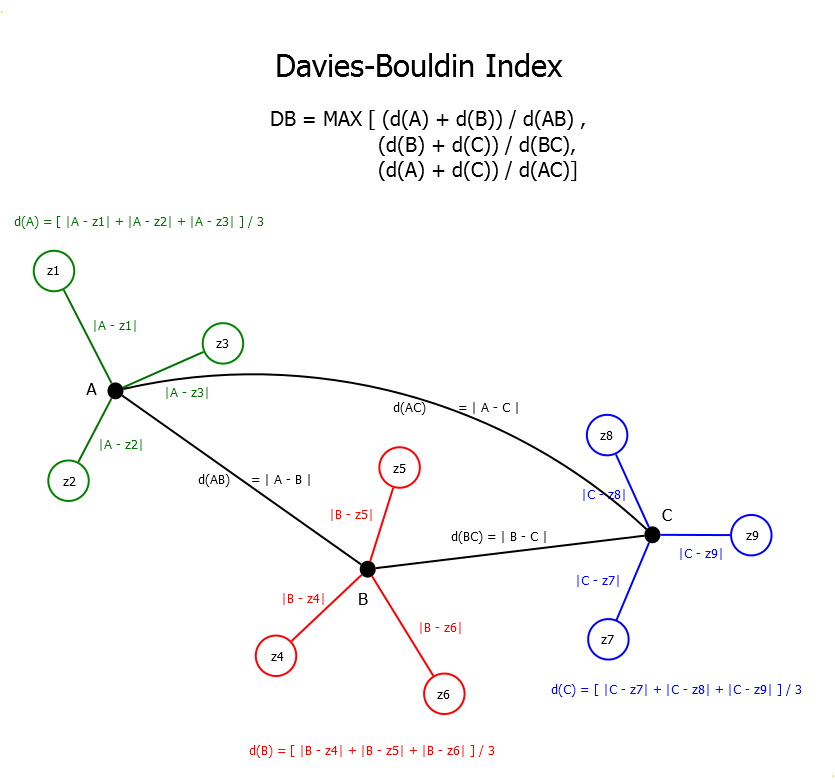 Davies-Bouldin Index
DB = MAX [ (d(A) + d(B)) / d(AB) ,
(d(B) + d(C)) / d(BC),
(d(A) + d(C)) / d(AC)]
d(A) = [ |A - z1| + |A - z2| + |A - z3| ] / 3
z1
|A - z1|
z3
A
|A - z3|
d(AC) = | A - C |
z8
|A - z2|
z5
z2
d(AB) = | A - B |
|C - z8|
|B - z5|
C
d(BC) = | B - C |
z9
|C - z9|
|C - z7|
|B - z4|
B
|B - z6|
z7
z4
z6
d(C) = [ |C - z7| + |C - z8| + |C - z9| ] / 3
d(B) = [ |B - z4| + |B - z5| + |B - z6| ] / 3